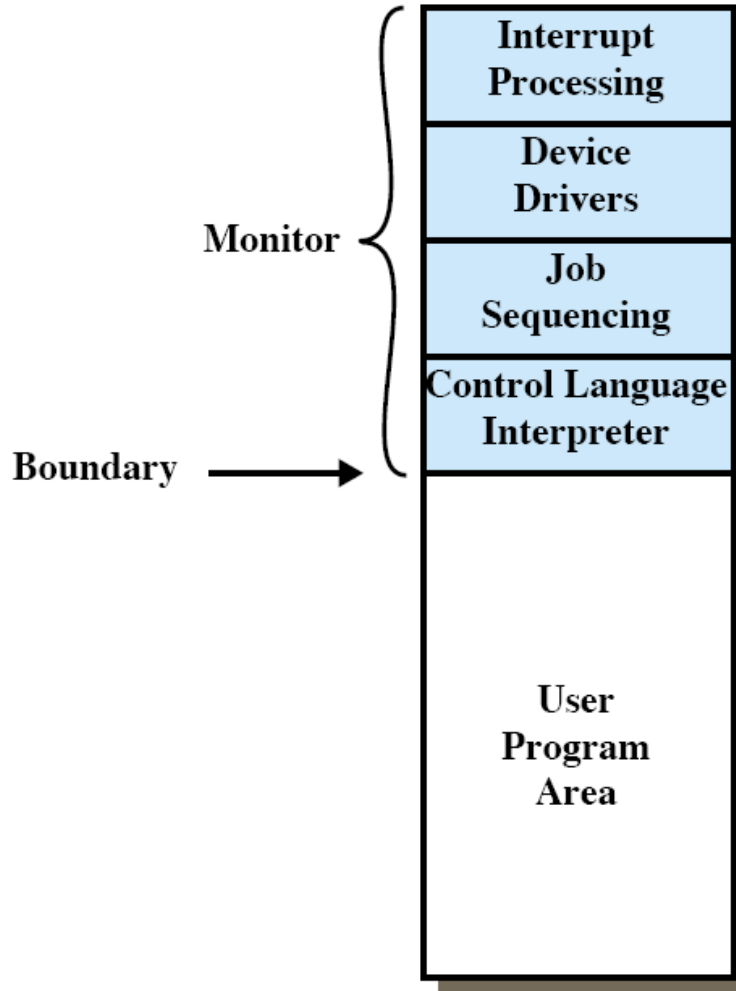 Interrupt
Processing
Device
Drivers
Monitor
Job
Sequencing
Control Language
Interpreter
Boundary
User
Program
Area